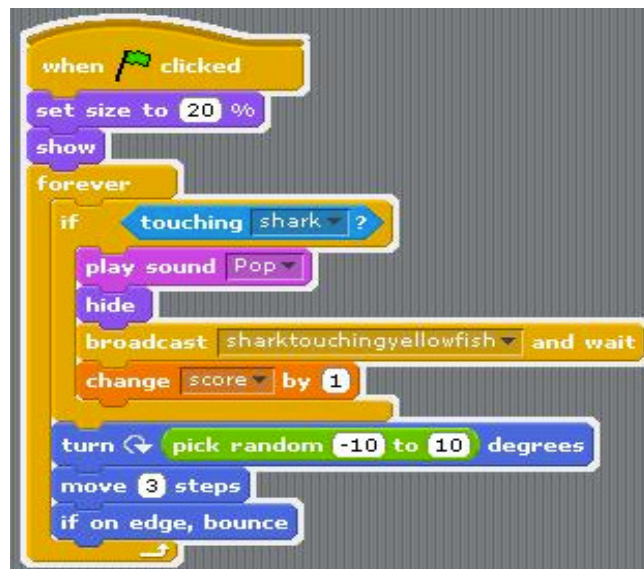 when clicked
set size to 20 %
show
forever
if touching shark ?
play sound Pop
hide
broadcast sharktouchingyellowfish and wait
change score by 1
turn pick random -10 to 10 degrees
move 3 steps
if on edge, bounce